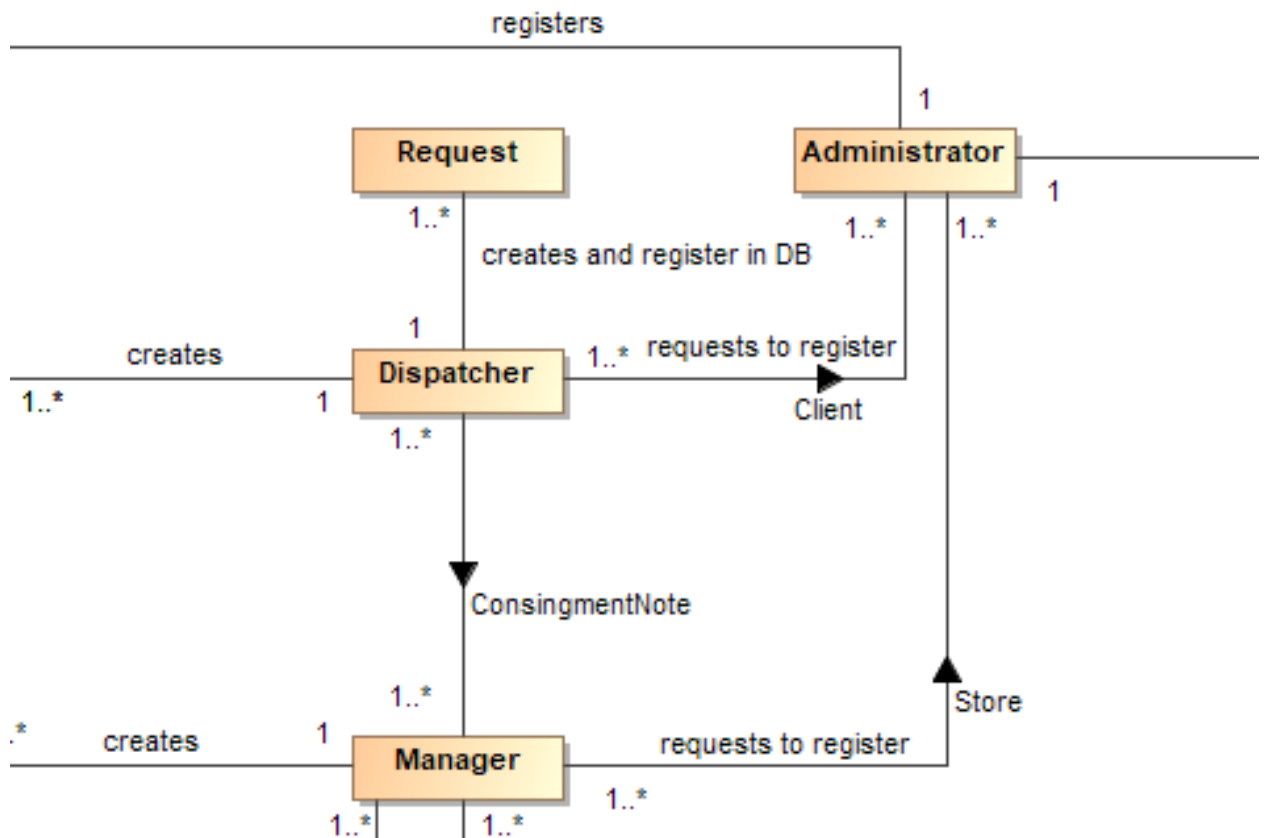 registers
1
Request
Administrator
1
1..*
1..*
1..*
creates and register in DB
1
creates
1..*
requests to register
Dispatcher
1..*
1
Client
1..*
ConsingmentNote
1..*
Store
.*
creates
1
requests to register
Manager
1..*
1..*
1..*